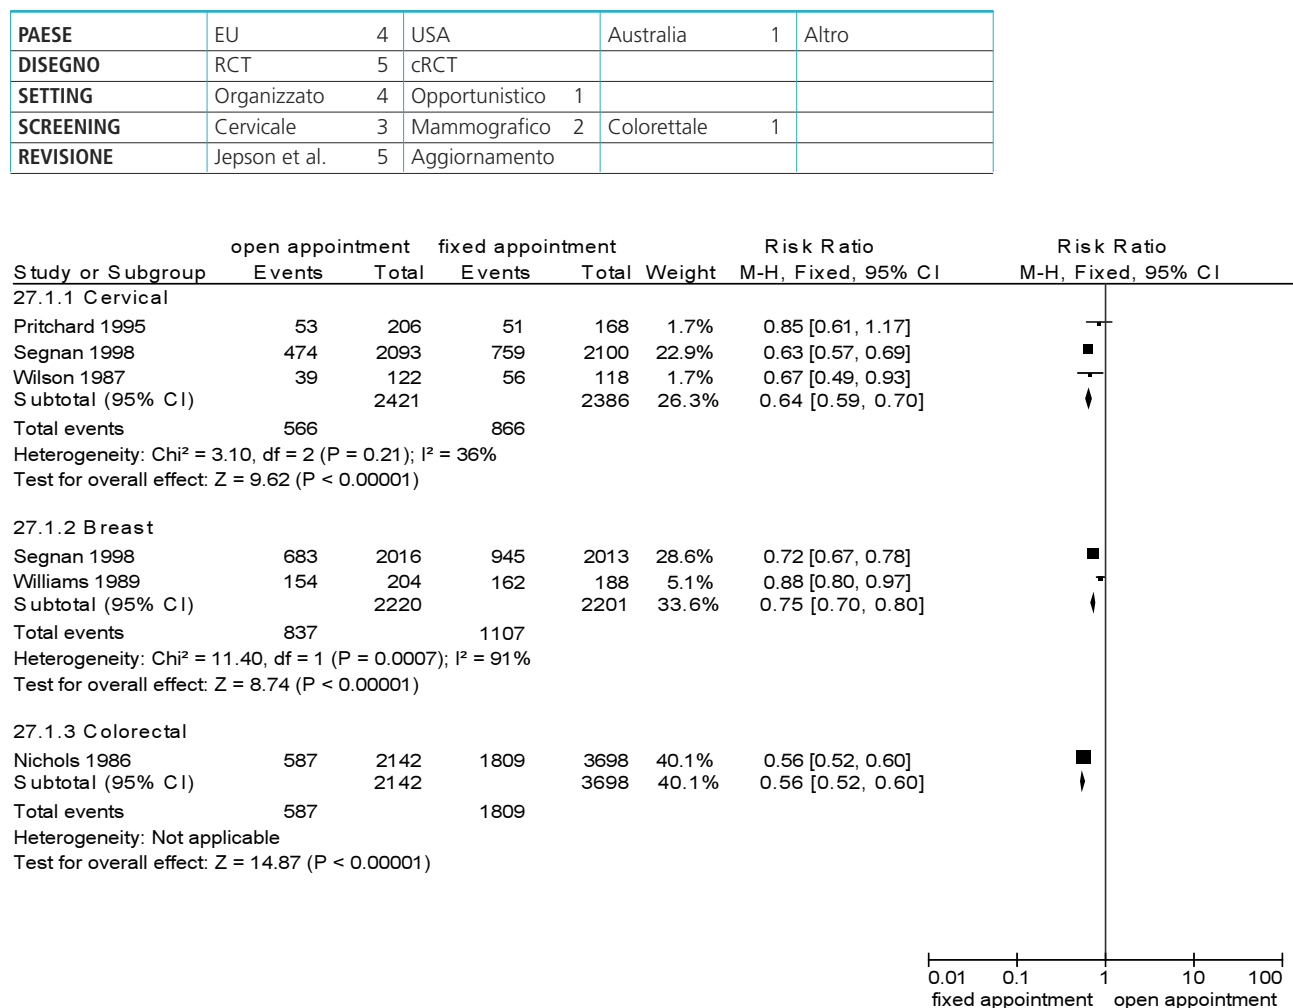 PAESE EU 4 USA Australia 1 Altro
DISEGNO RCT 5 cRCT
SETTING Organizzato 4 Opportunistico 1
SCREENING Cervicale 3 Mammografico 2 Colorettale 1
REVISIONE Jepson et al. 5 Aggiornamento
open appointment fixed appointment Risk Ratio Risk Ratio
Study or Subgroup Events Total Events Total Weight M-H, Fixed, 95% CI M-H, Fixed, 95% CI
27.1.1 Cervical
Pritchard 1995 53 206 51 168 1.7% 0.85 [0.61, 1.17]
Segnan 1998 474 2093 759 2100 22.9% 0.63 [0.57, 0.69]
Wilson 1987 39 122 56 118 1.7% 0.67 [0.49, 0.93]
Subtotal (95% CI) 2421 2386 26.3% 0.64 [0.59, 0.70]
Total events 566 866
Heterogeneity: Chi² = 3.10, df = 2 (P = 0.21); I² = 36%
Test for overall effect: Z = 9.62 (P < 0.00001)
27.1.2 Breast
Segnan 1998 683 2016 945 2013 28.6% 0.72 [0.67, 0.78]
Williams 1989 154 204 162 188 5.1% 0.88 [0.80, 0.97]
Subtotal (95% CI) 2220 2201 33.6% 0.75 [0.70, 0.80]
Total events 837 1107
Heterogeneity: Chi² = 11.40, df = 1 (P = 0.0007); I² = 91%
Test for overall effect: Z = 8.74 (P < 0.00001)
27.1.3 Colorectal
Nichols 1986 587 2142 1809 3698 40.1% 0.56 [0.52, 0.60]
Subtotal (95% CI) 2142 3698 40.1% 0.56 [0.52, 0.60]
Total events 587 1809
Heterogeneity: Not applicable
Test for overall effect: Z = 14.87 (P < 0.00001)
0.01 0.1 1 10 100
fixed appointment open appointment